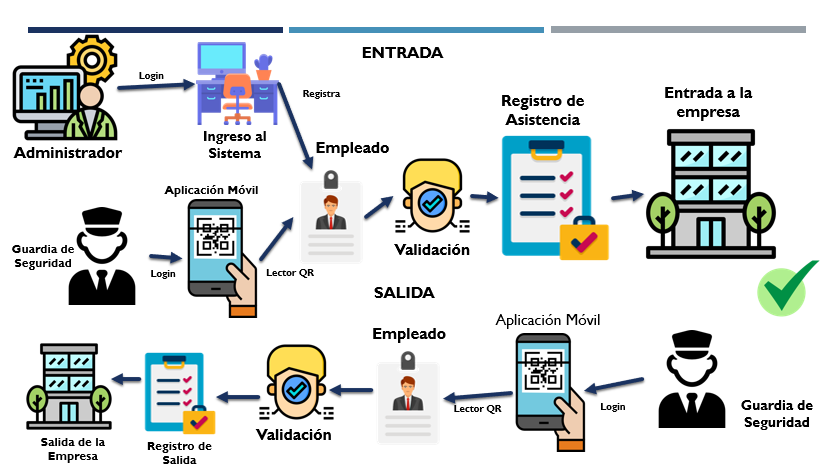 ENTRADA
Login
Registra
Administrador
Ingreso al
Sistema
Empleado
Registro de
Asistencia
Entrada a la
empresa
Aplicación Móvil
Guardia de
Seguridad
Login
Lector QR
Validación
SALIDA
Empleado
Aplicación Móvil
Guardia de
Seguridad
Login
Lector QR
Validación
Registro de
Salida
Salida de la
Empresa